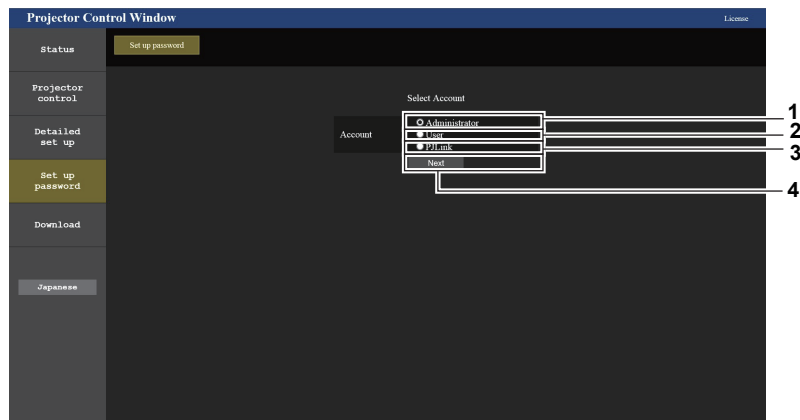 Projector Control Window
License
Status
Set up password
Projector
control
Detailed
set up
Set up
password
Download
Japanese
Select Account
Account
Administrator
User
PJLink
Next
1
2
3
4